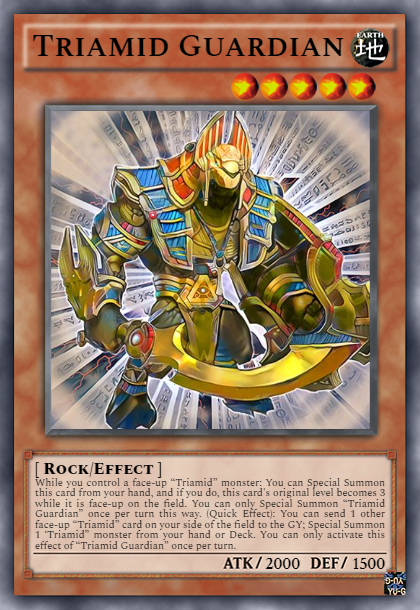 TRIAMID GUARDIAN
EARTH
地
[ ROCK/EFFECT ]
While you control a face-up “Triamid” monster: You can Special Summon
this card from your hand, and if you do, this card's original level becomes 3
while it is face-up on the field. You can only Special Summon “Triamid
Guardian” once per turn this way. (Quick Effect): You can send 1 other
face-up “Triamid” card on your side of the field to the GY; Special Summon
1 'Triamid” monster from your hand or Deck. You can only activate this
effect of “Triamid Guardian” once per turn.
ATK / 2000 DEF / 1500
YU-G